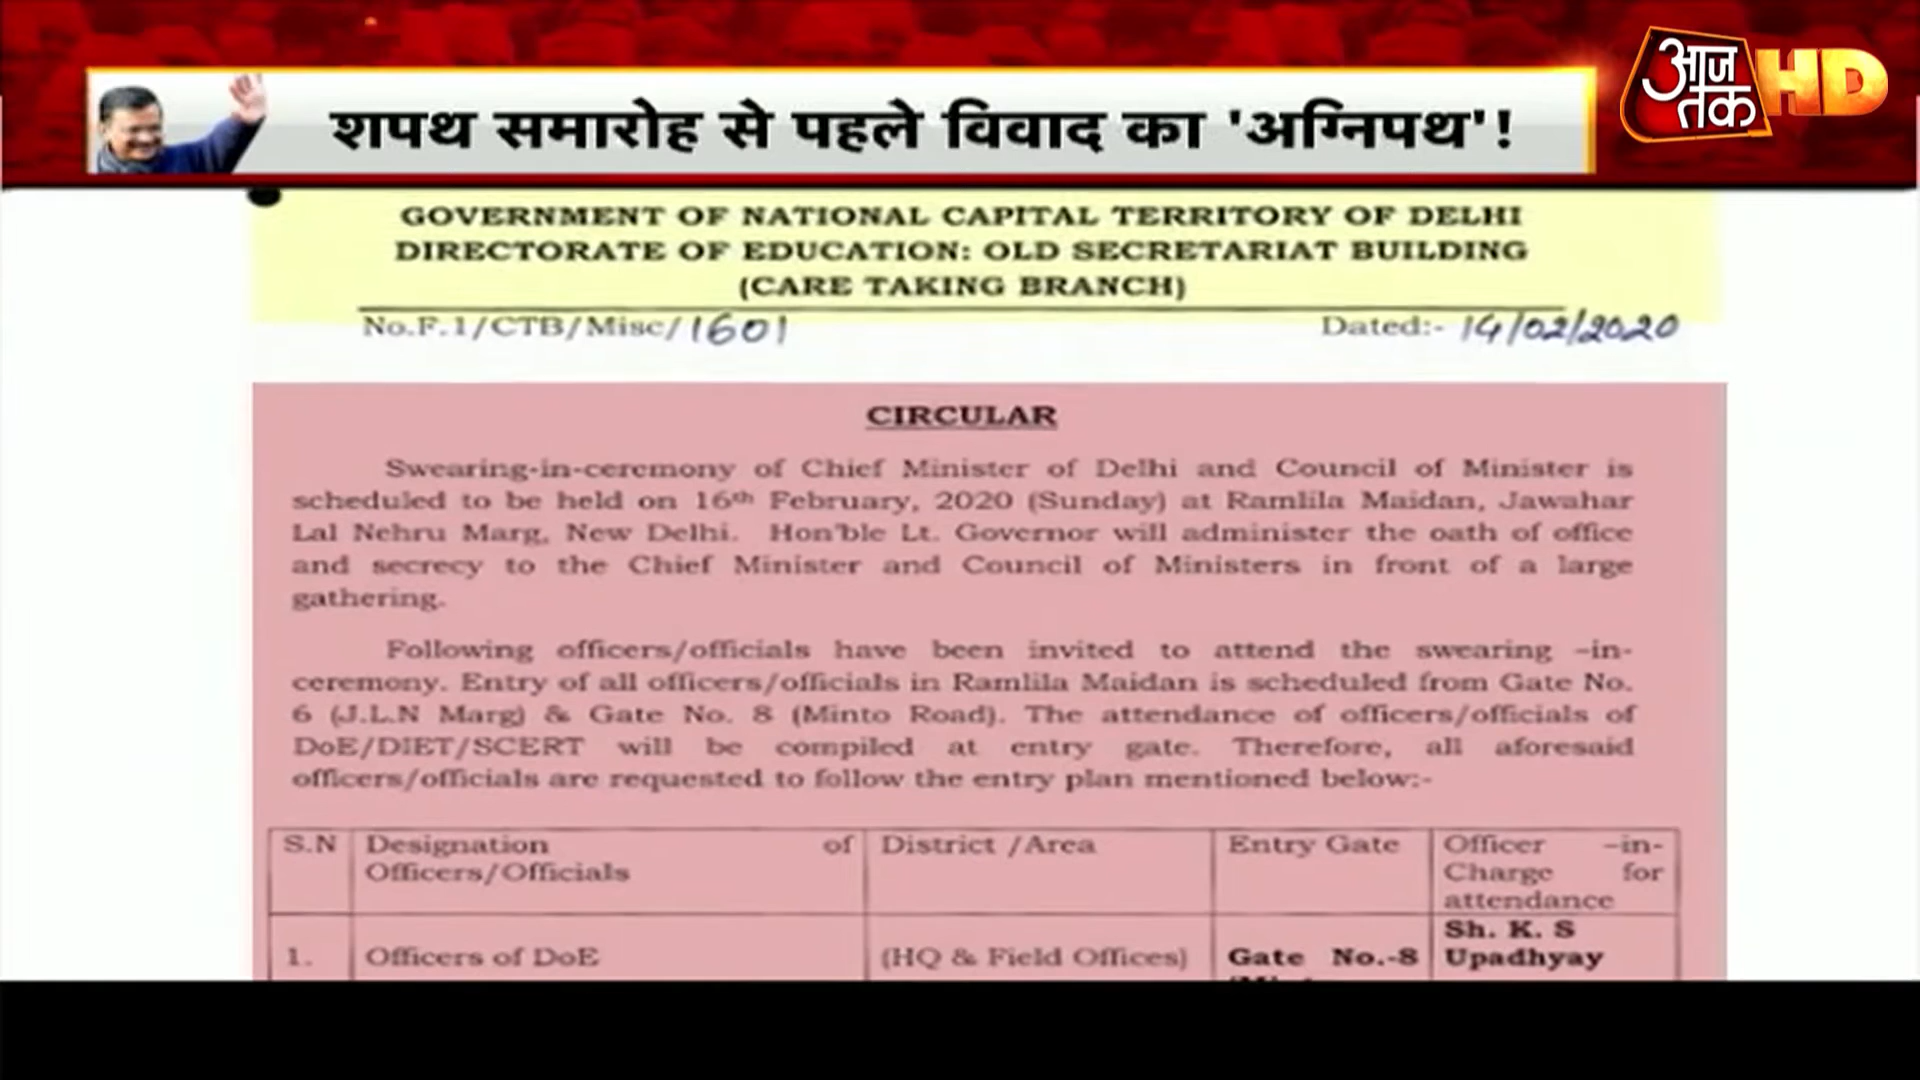 शपथ समारोह से पहले विवाद का 'अग्निपथ'!
आज तक HD
GOVERNMENT OF NATIONAL CAPITAL TERRITORY OF DELHI
DIRECTORATE OF EDUCATION: OLD SECRETARIAT BUILDING
(CARE TAKING BRANCH)
No.F.1/CTB/Misc/1601 Dated:- 14/02/2020
CIRCULAR
Swearing-in-ceremony of Chief Minister of Delhi and Council of Minister is
scheduled to be held on 16th February, 2020 (Sunday) at Ramlila Maidan, Jawahar
Lal Nehru Marg, New Delhi. Hon'ble Lt. Governor will administer the oath of office
and secrecy to the Chief Minister and Council of Ministers in front of a large
gathering.
Following officers/officials have been invited to attend the swearing –in-
ceremony. Entry of all officers/officials in Ramlila Maidan is scheduled from Gate No.
6 (J.L.N Marg) & Gate No. 8 (Minto Road). The attendance of officers/officials of
DoE/DIET/SCERT will be compiled at entry gate. Therefore, all aforesaid
officers/officials are requested to follow the entry plan mentioned below:-
S.N Designation of Officers/Officials District /Area Entry Gate Officer –in-Charge for attendance
1. Officers of DoE (HQ & Field Offices) Gate No.-8 Sh. K. S Upadhyay